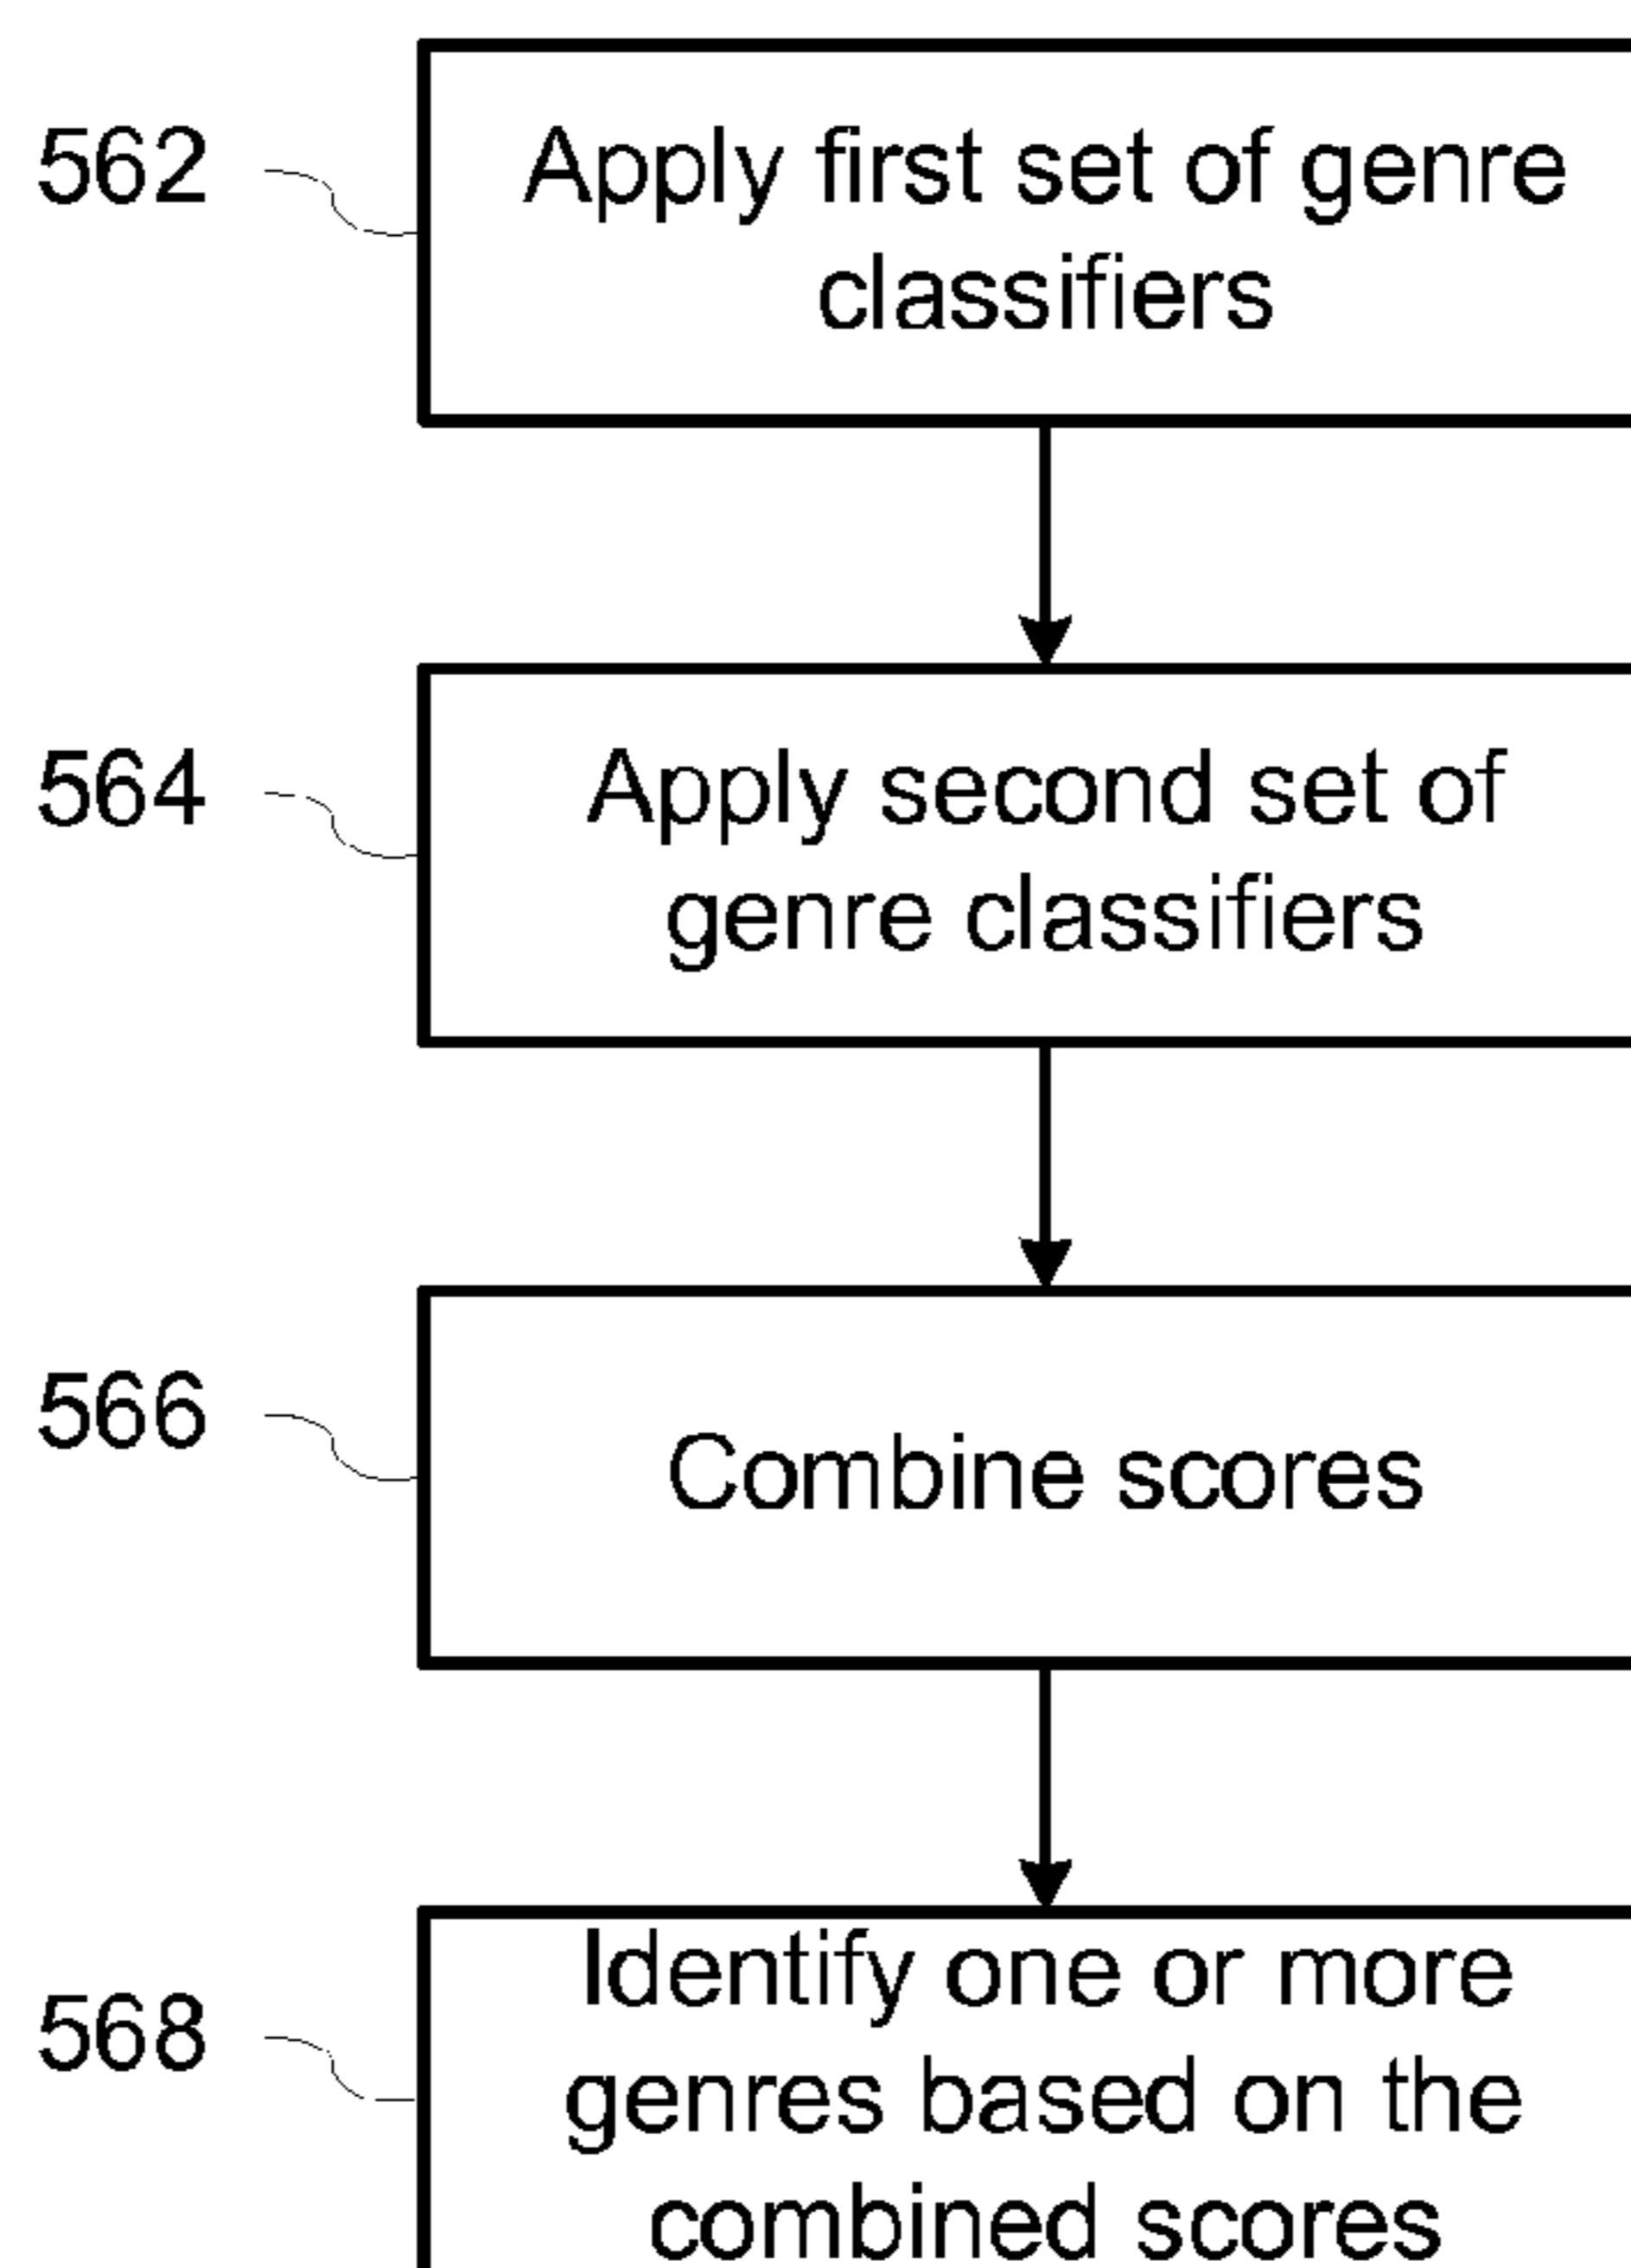 562
Apply first set of genre
classifiers
564
Apply second set of
genre classifiers
566
Combine scores
568
Identify one or more
genres based on the
combined scores